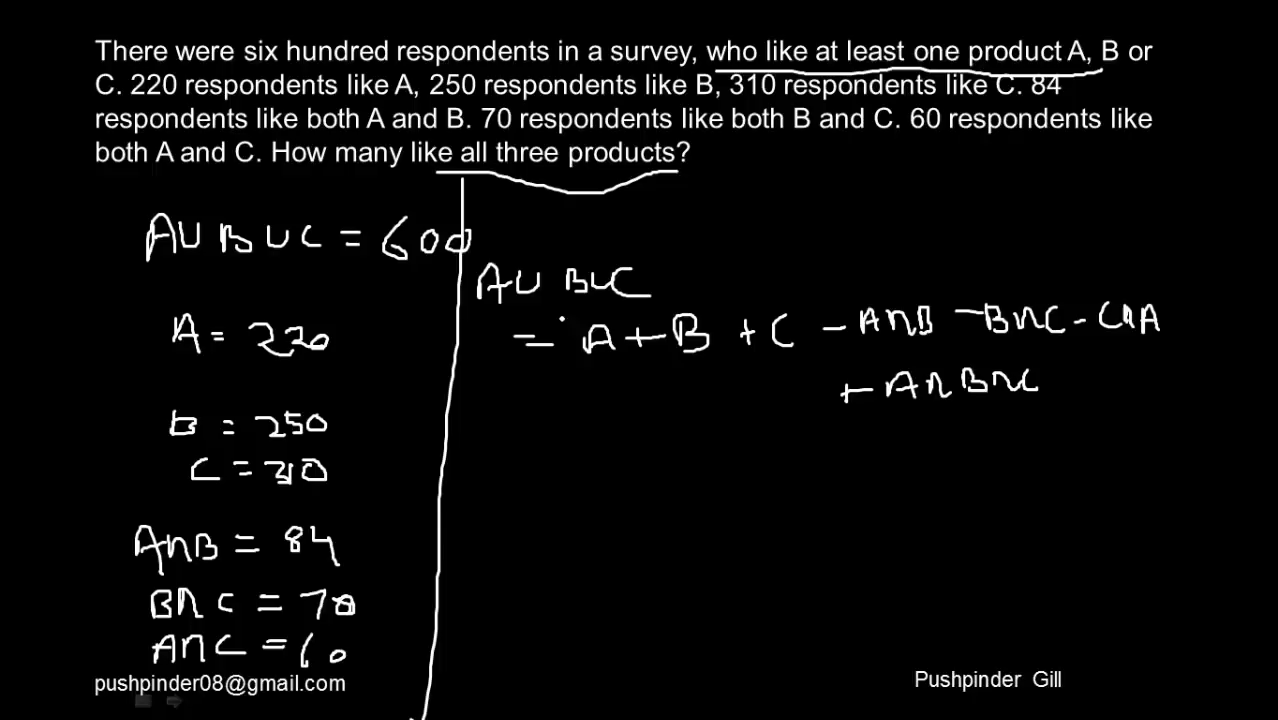 There were six hundred respondents in a survey, who like at least one product A, B or
C. 220 respondents like A, 250 respondents like B, 310 respondents like C. 84
respondents like both A and B. 70 respondents like both B and C. 60 respondents like
both A and C. How many like all three products?
A∪B∪C = 600
A = 220
B = 250
C = 310
A∩B = 84
B∩C = 70
A∩C = 60
A∪B∪C
= A + B + C - A∩B - B∩C - C∩A
+ A∩B∩C
pushpinder08@gmail.com
Pushpinder Gill